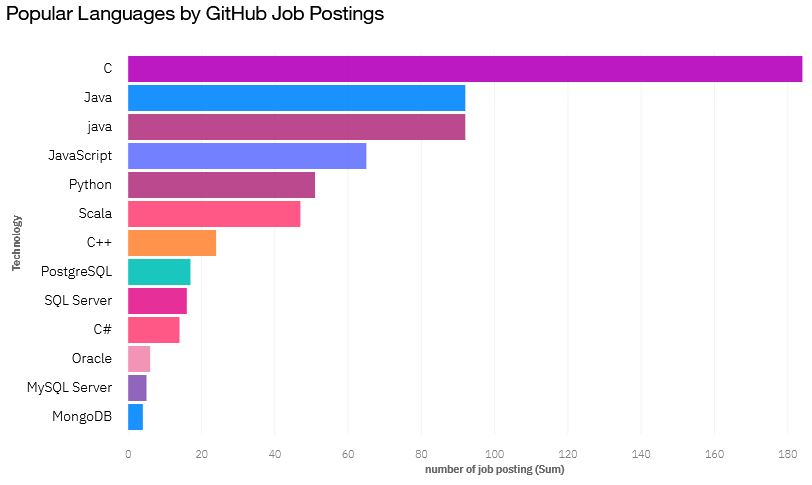 Popular Languages by GitHub Job Postings
Technology
C
Java
java
JavaScript
Python
Scala
C++
PostgreSQL
SQL Server
C#
Oracle
MySQL Server
MongoDB
0 20 40 60 80 100 120 140 160 180
number of job posting (Sum)